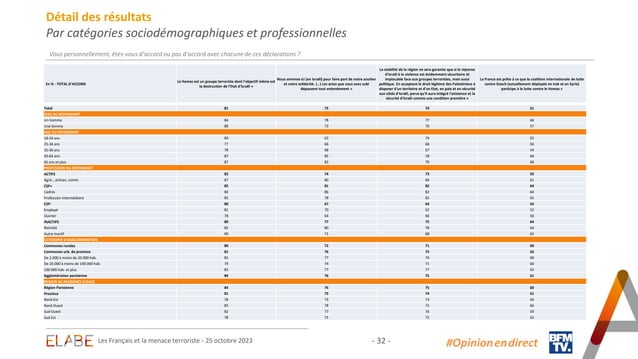 Détail des résultats
Par catégories sociodémographiques et professionnelles
Vous personnellement, êtes-vous d'accord ou pas d'accord avec chacune de ces déclarations ?
En % - TOTAL D'ACCORD
Le Hamas est un groupe terroriste dont l'objectif même est la destruction de l'Etat d'Israël »
Nous sommes ici (en Israël) pour faire part de notre soutien et notre solidarité. (...) Les actes que vous avez subi dépassent tout entendement »
La stabilité de la région ne sera garantie que si la réponse d'Israël à la violence est évidemment sécuritaire et implacable face aux groupes terroristes, mais aussi politique. En acceptant le droit légitime des Palestiniens à disposer d'un territoire et d'un Etat, en paix et en sécurité aux côtés d'Israël, parce qu'il aura intégré l'existence et la sécurité d'Israël comme une condition première »
La France est prête à ce que la coalition internationale de lutte contre Daech (actuellement déployée en Irak et en Syrie) participe à la lutte contre le Hamas »
Total 81 75 74 61
SEXE DU REPONDANT
Un homme 84 78 77 66
Une femme 80 73 70 57
AGE DU REPONDANT
18-24 ans 69 63 74 62
25-34 ans 77 66 68 56
35-49 ans 78 68 67 54
50-64 ans 87 85 78 66
65 ans et plus 87 82 79 66
PROFESSION DU REPONDANT
ACTIFS 82 74 73 59
Agric., artisan, comm. 87 80 84 61
CSP+ 85 81 82 64
Cadres 84 86 82 64
Profession intermédiaire 85 78 82 65
CSP- 80 67 64 54
Employé 81 70 62 52
Ouvrier 78 64 66 56
INACTIFS 80 77 75 64
Retraité 85 80 78 64
Autre inactif 69 71 68 62
CATEGORIE D'AGGLOMERATION
Communes rurales 80 72 71 60
Communes urb. de province 81 76 75 62
De 2.000 à moins de 20.000 hab. 81 77 74 60
De 20.000 à moins de 100.000 hab. 79 74 71 60
100.000 hab. et plus 82 77 77 62
Agglomération parisienne 84 76 75 61
REGION DE RESIDENCE (UDA5)
Région Parisienne 84 76 75 60
Province 81 75 74 61
Nord Est 78 73 73 56
Nord Ouest 85 78 72 66
Sud Ouest 82 77 76 59
Sud Est 78 75 75 62
ELABE
Les Français et la menace terroriste - 25 octobre 2023
- 32 -
#Opinionendirect
BFM
TV.